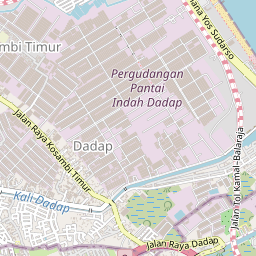 ana Yos Sudarso
mbi Timur
Pergudangan
Pantai
Indah Dadap
Jalan Raya Kosambi Timur
Dadap
Jalan Tol Kamal-Balaraja
Kali Dadap
Jalan Raya Dadap